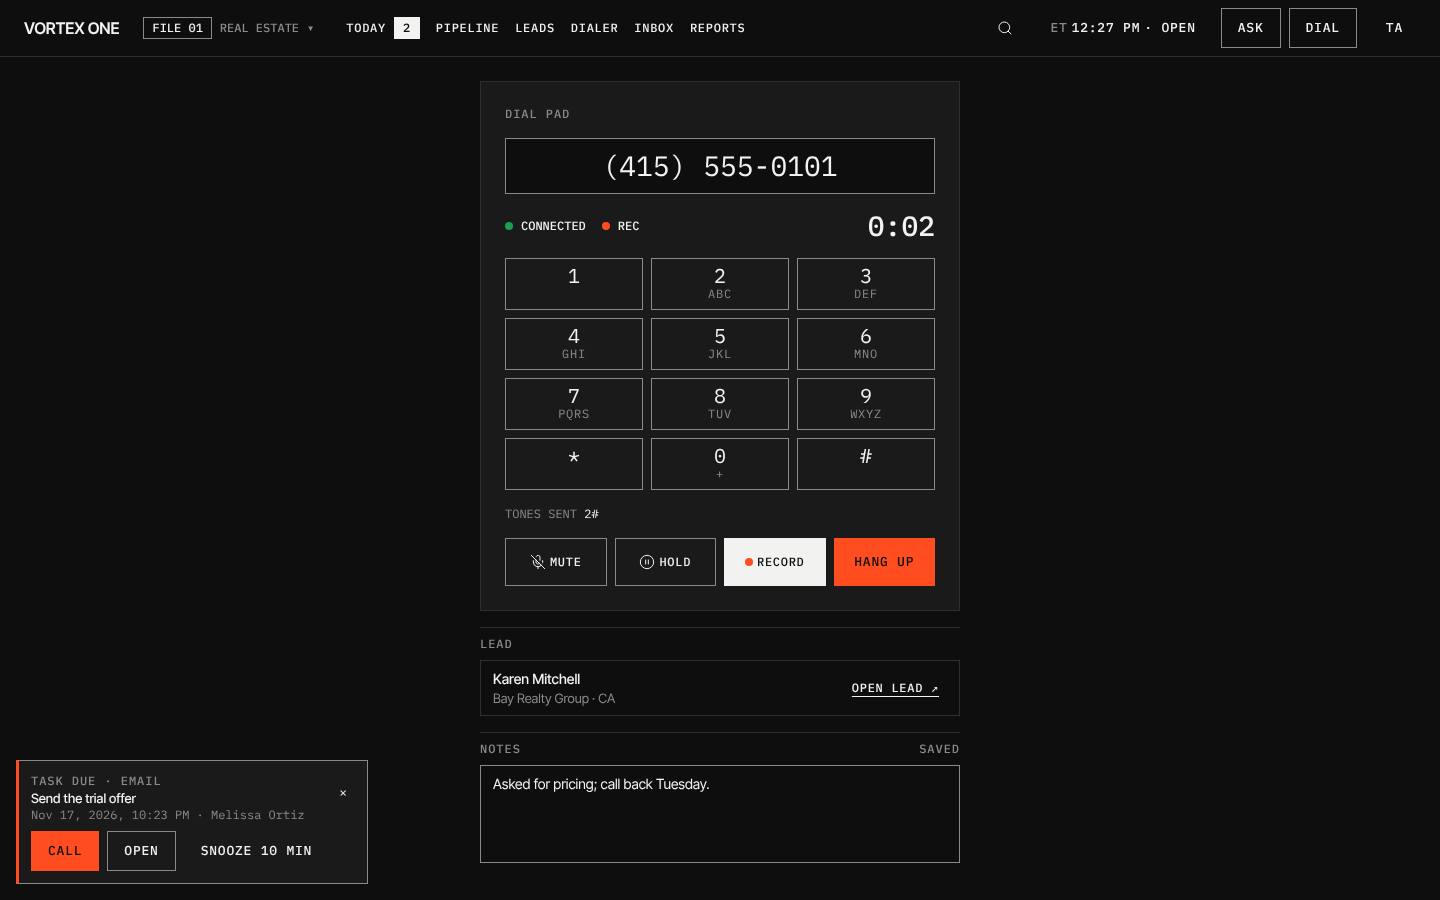 VORTEX ONE FILE 01 REAL ESTATE ▾ TODAY 2 PIPELINE LEADS DIALER INBOX REPORTS ET 12:27 PM · OPEN ASK DIAL TA
DIAL PAD
(415) 555-0101
CONNECTED REC 0:02
1 2 3
ABC DEF
4 5 6
GHI JKL MNO
7 8 9
PQRS TUV WXYZ
* 0 #
+
TONES SENT 2#
MUTE HOLD RECORD HANG UP
LEAD
Karen Mitchell
Bay Realty Group · CA
OPEN LEAD ↗
NOTES SAVED
Asked for pricing; call back Tuesday.
TASK DUE · EMAIL
Send the trial offer
Nov 17, 2026, 10:23 PM · Melissa Ortiz
×
CALL OPEN SNOOZE 10 MIN